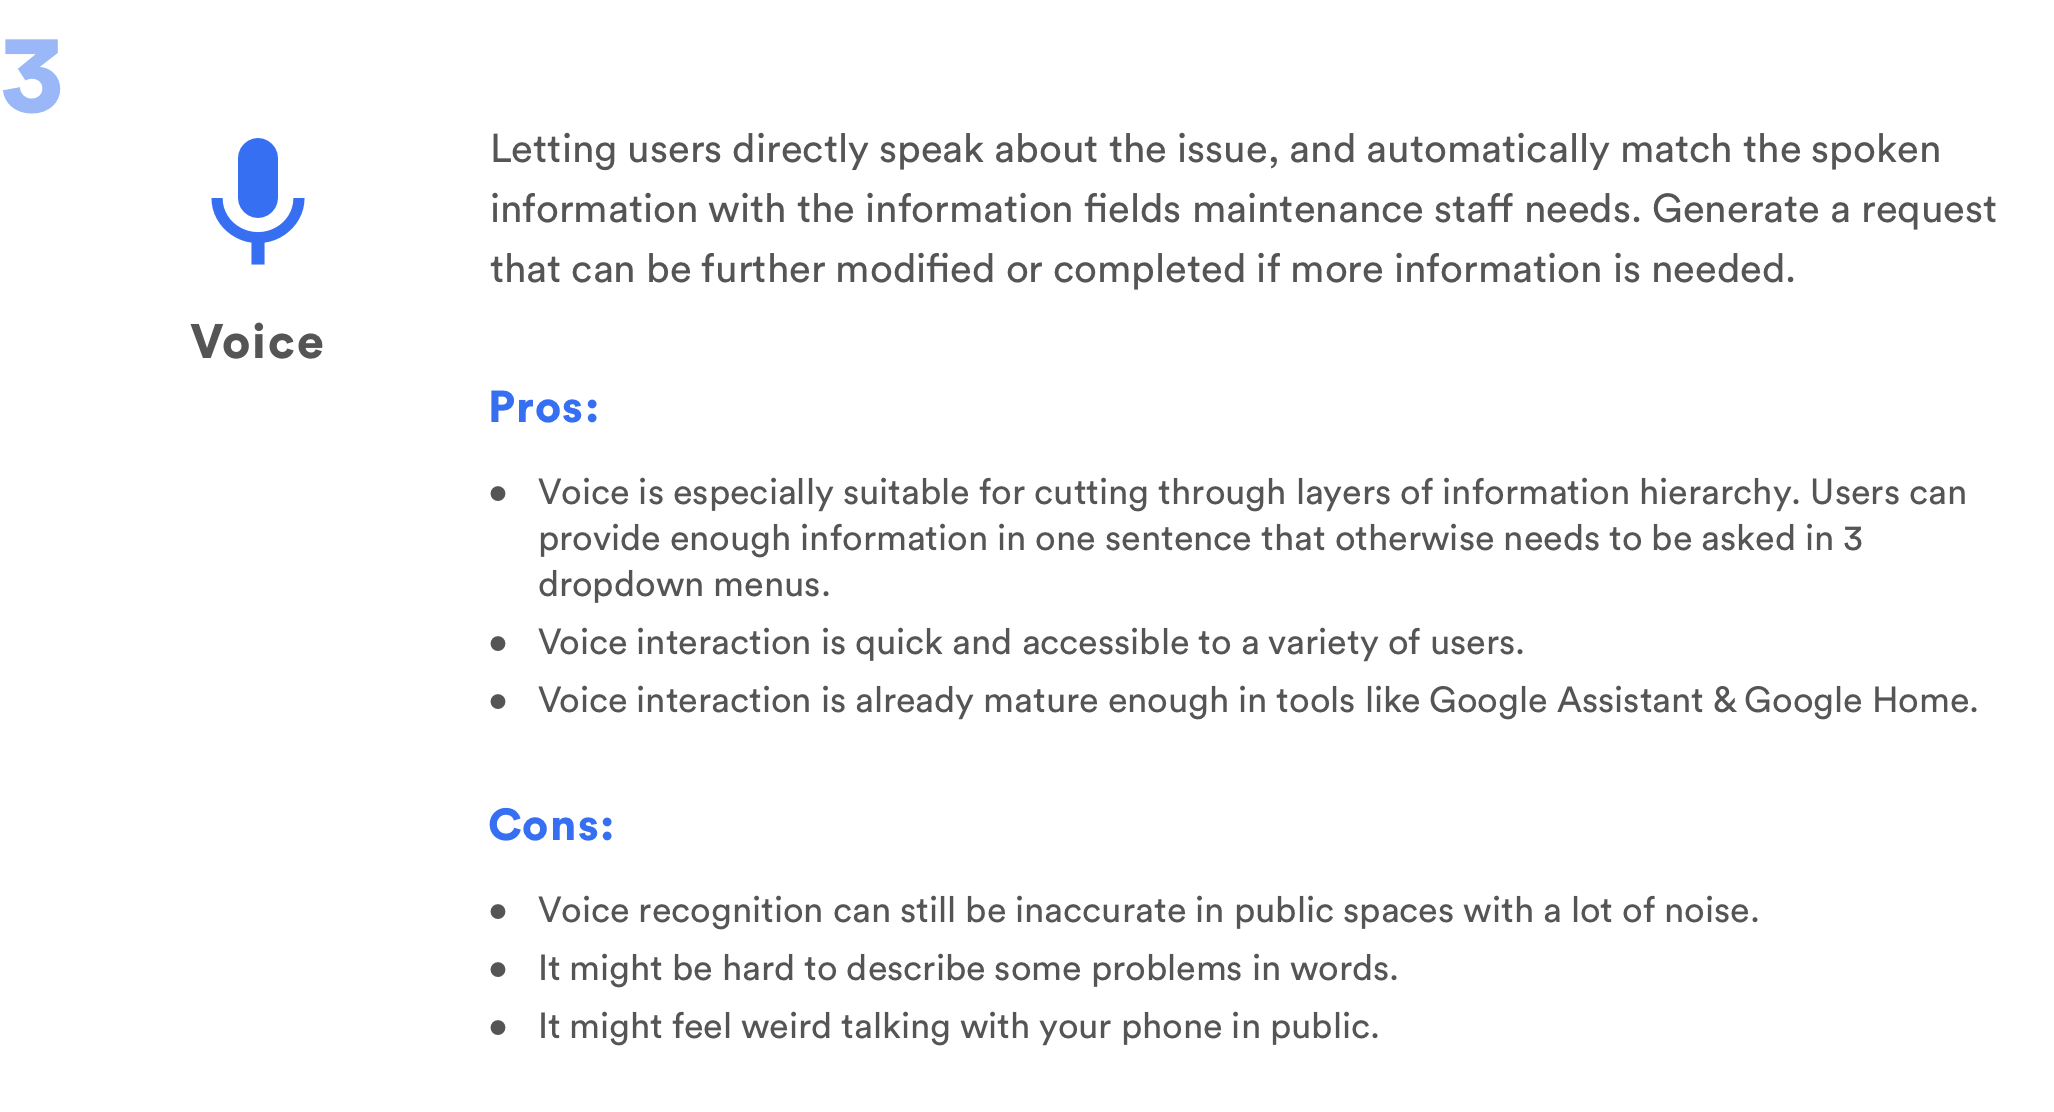 3
Voice
Letting users directly speak about the issue, and automatically match the spoken
information with the information fields maintenance staff needs. Generate a request
that can be further modified or completed if more information is needed.
Pros:
● Voice is especially suitable for cutting through layers of information hierarchy. Users can
provide enough information in one sentence that otherwise needs to be asked in 3
dropdown menus.
● Voice interaction is quick and accessible to a variety of users.
● Voice interaction is already mature enough in tools like Google Assistant & Google Home.
Cons:
● Voice recognition can still be inaccurate in public spaces with a lot of noise.
● It might be hard to describe some problems in words.
● It might feel weird talking with your phone in public.